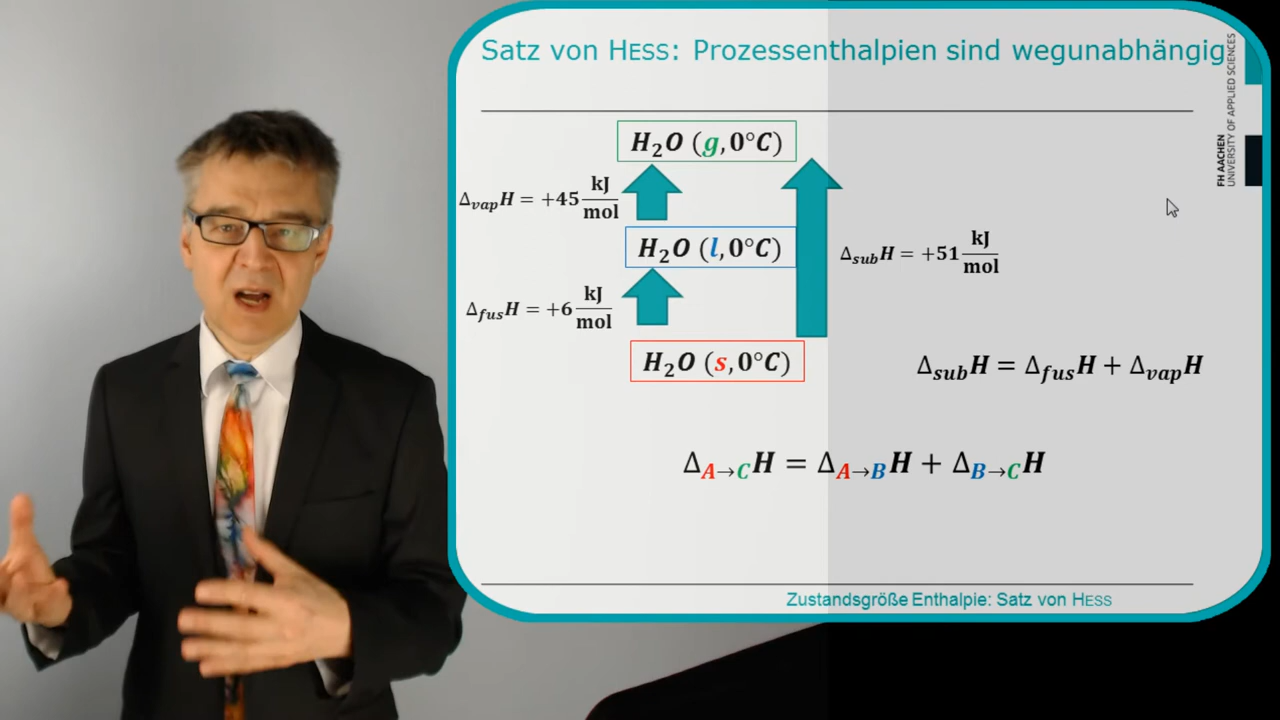 Satz von HESS: Prozessenthalpien sind wegunabhängig
FH AACHEN
UNIVERSITY OF APPLIED SCIENCES
H₂O (g,0°C)
Δ_vap H = +45 kJ/mol
H₂O (l,0°C)
Δ_sub H = +51 kJ/mol
Δ_fus H = +6 kJ/mol
H₂O (s,0°C)
Δ_sub H = Δ_fus H + Δ_vap H
Δ_A→C H = Δ_A→B H + Δ_B→C H
Zustandsgröße Enthalpie: Satz von HESS